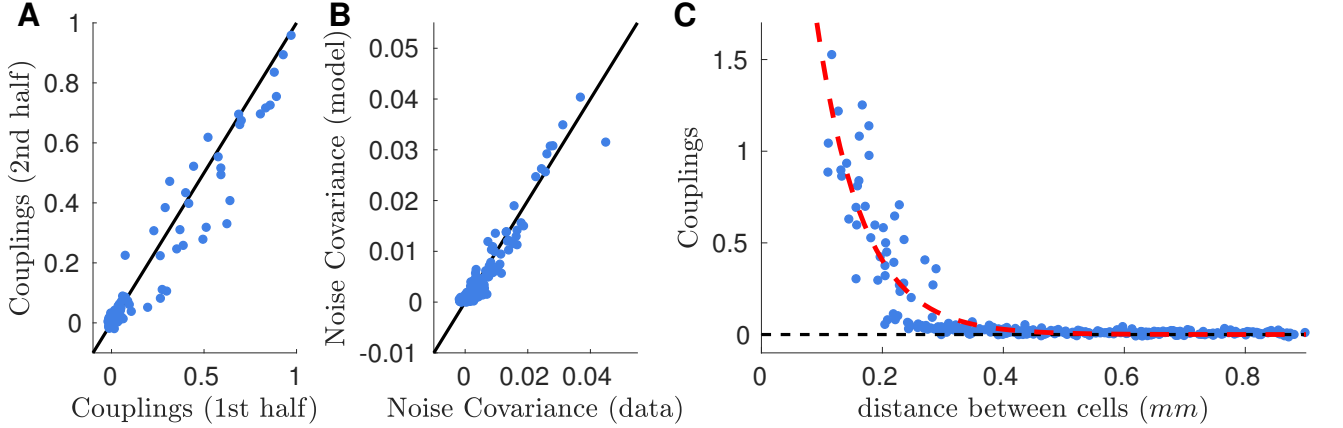 A
Couplings (2nd half)
1
0.8
0.6
0.4
0.2
0
0 0.5 1
Couplings (1st half)
B
Noise Covariance (model)
0.05
0.04
0.03
0.02
0.01
0
-0.01
0 0.02 0.04
Noise Covariance (data)
C
Couplings
1.5
1
0.5
0
0 0.2 0.4 0.6 0.8
distance between cells (mm)